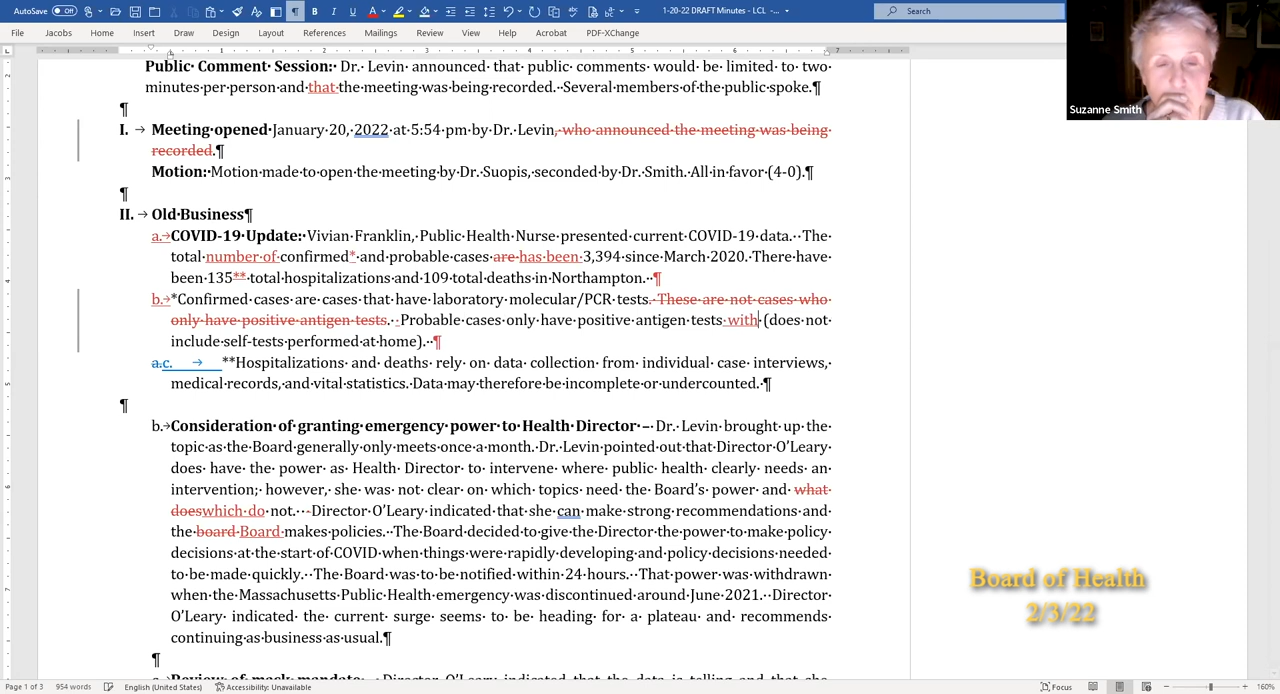 AutoSave Off 1-20-22 DRAFT Minutes - LCL -... Search
File Jacobs Home Insert Draw Design Layout References Mailings Review View Help Acrobat PDF-XChange
Suzanne Smith
Public Comment Session: Dr. Levin announced that public comments would be limited to two
minutes per person and that the meeting was being recorded. Several members of the public spoke.¶
¶
I. → Meeting opened January 20, 2022 at 5:54 pm by Dr. Levin, who announced the meeting was being
recorded.¶
Motion: Motion made to open the meeting by Dr. Suopis, seconded by Dr. Smith. All in favor (4-0).¶
¶
II. → Old Business¶
a.→COVID-19 Update: Vivian Franklin, Public Health Nurse presented current COVID-19 data. The
total number of confirmed* and probable cases are has been 3,394 since March 2020. There have
been 135** total hospitalizations and 109 total deaths in Northampton. ¶
b.→*Confirmed cases are cases that have laboratory molecular/PCR tests. These are not cases who
only have positive antigen tests. Probable cases only have positive antigen tests with (does not
include self-tests performed at home). ¶
a.c. → **Hospitalizations and deaths rely on data collection from individual case interviews,
medical records, and vital statistics. Data may therefore be incomplete or undercounted. ¶
¶
b.→Consideration of granting emergency power to Health Director – Dr. Levin brought up the
topic as the Board generally only meets once a month. Dr. Levin pointed out that Director O'Leary
does have the power as Health Director to intervene where public health clearly needs an
intervention; however, she was not clear on which topics need the Board's power and what
doeswhich do not. Director O'Leary indicated that she can make strong recommendations and
the board Board makes policies. The Board decided to give the Director the power to make policy
decisions at the start of COVID when things were rapidly developing and policy decisions needed
to be made quickly. The Board was to be notified within 24 hours. That power was withdrawn
when the Massachusetts Public Health emergency was discontinued around June 2021. Director
O'Leary indicated the current surge seems to be heading for a plateau and recommends
continuing as business as usual.¶
¶
Board of Health
2/3/22
Page 1 of 3 954 words English (United States) Accessibility: Unavailable Focus 160%